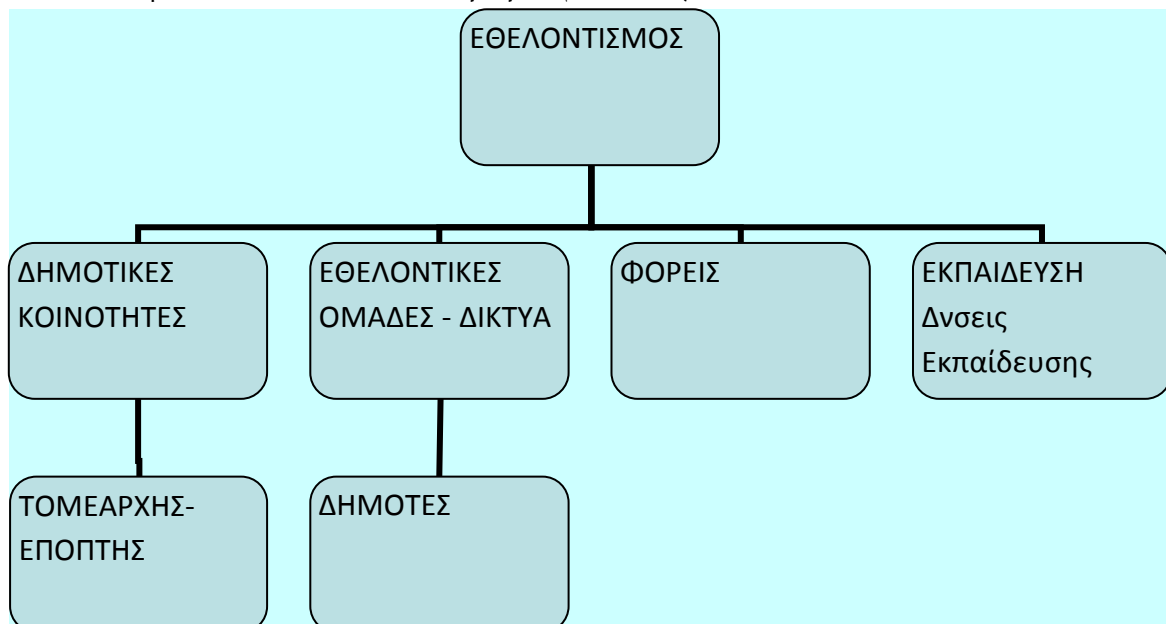 ΕΘΕΛΟΝΤΙΣΜΟΣ
ΔΗΜΟΤΙΚΕΣ
ΚΟΙΝΟΤΗΤΕΣ
ΕΘΕΛΟΝΤΙΚΕΣ
ΟΜΑΔΕΣ - ΔΙΚΤΥΑ
ΦΟΡΕΙΣ
ΕΚΠΑΙΔΕΥΣΗ
Δνσεις
Εκπαίδευσης
ΤΟΜΕΑΡΧΗΣ-
ΕΠΟΠΤΗΣ
ΔΗΜΟΤΕΣ